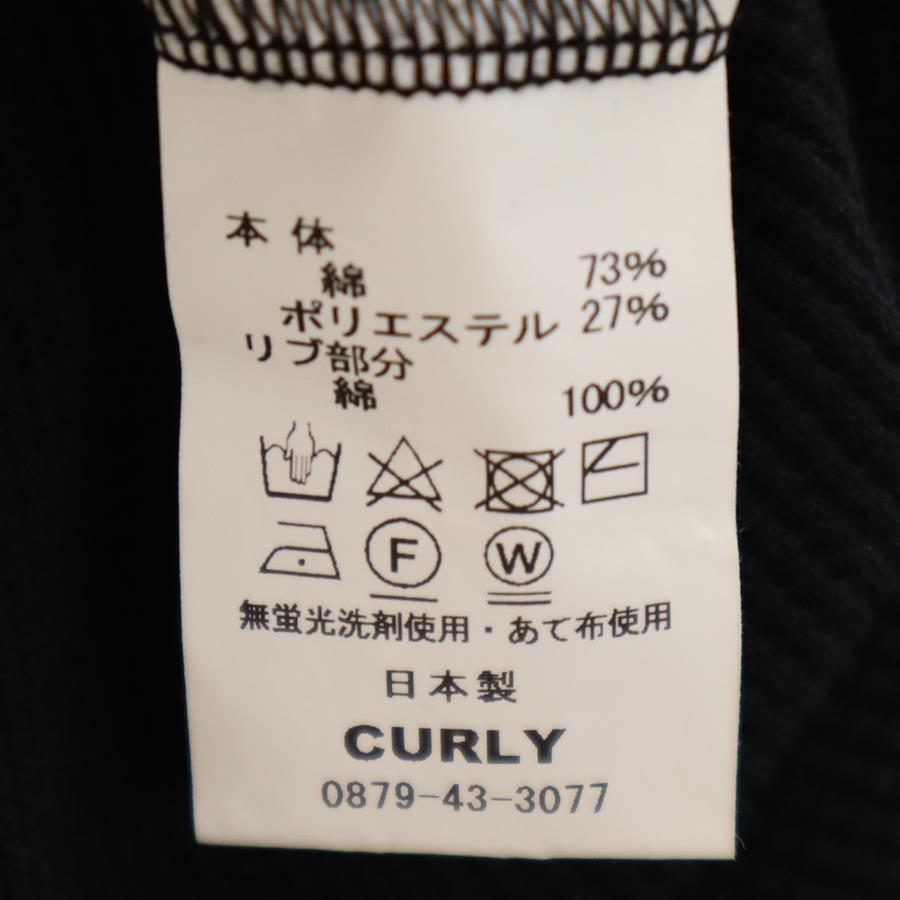 本体
綿 73%
ポリエステル 27%
リブ部分
綿 100%
F W
無蛍光洗剤使用・あて布使用
日本製
CURLY
0879-43-3077